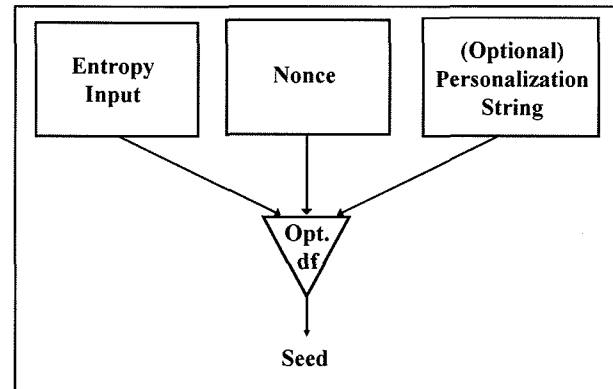 Entropy
Input
Nonce
(Optional)
Personalization
String
Opt.
df
Seed